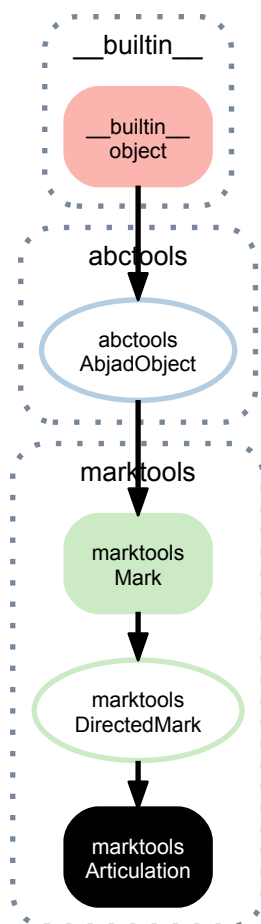 __builtin__
__builtin__
object
abctools
abctools
AbjadObject
marktools
marktools
Mark
marktools
DirectedMark
marktools
Articulation